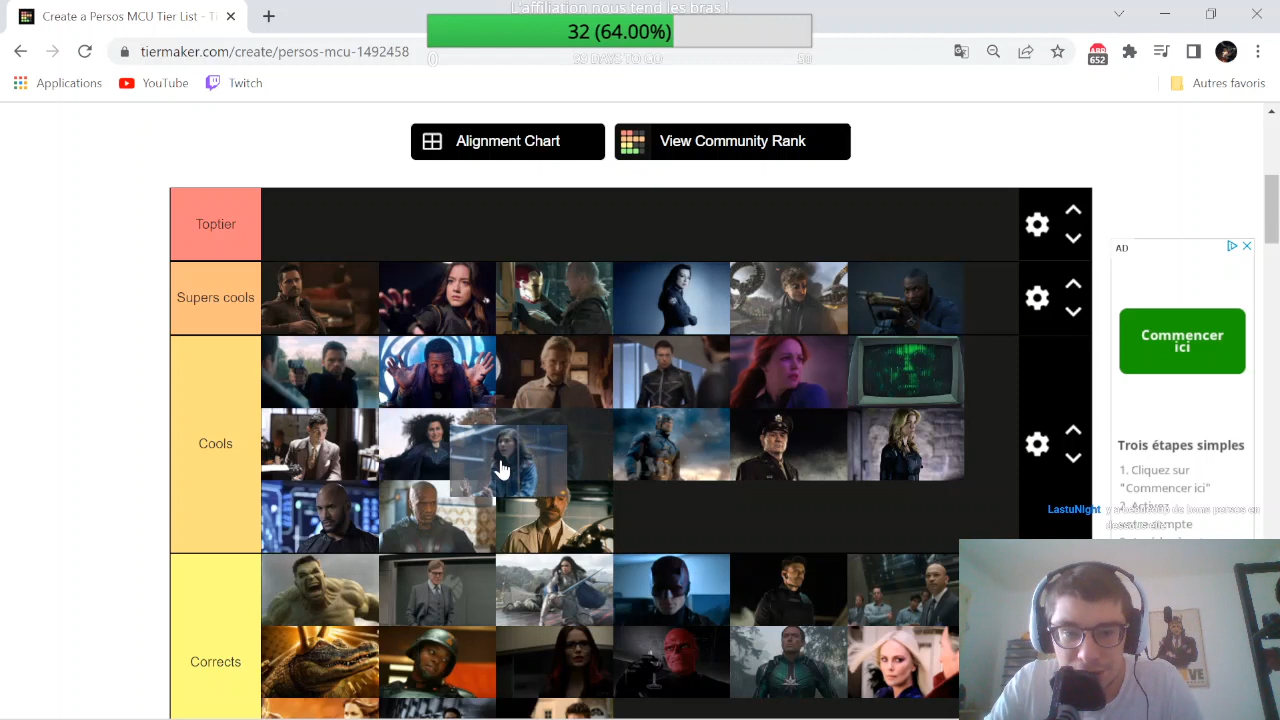 Create a Persos MCU Tier List - Ti
L'affiliation nous tend les bras !
32 (64.00%)
tiermaker.com/create/persos-mcu-1492458
652
Applications
YouTube
Twitch
Autres favoris
Alignment Chart
View Community Rank
Toptier
Supers cools
Cools
Corrects
AD
Commencer
ici
Trois étapes simples
1. Cliquez sur
"Commencer ici"
LastuNight